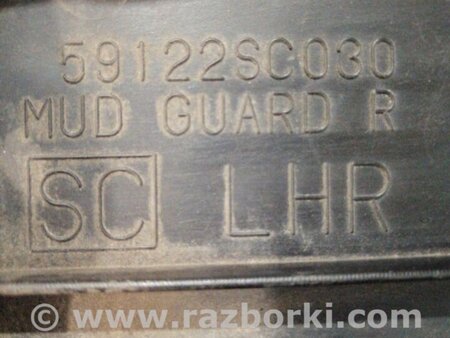 59122SC030
MUD GUARD R
SC LHR
© www.razborki.com